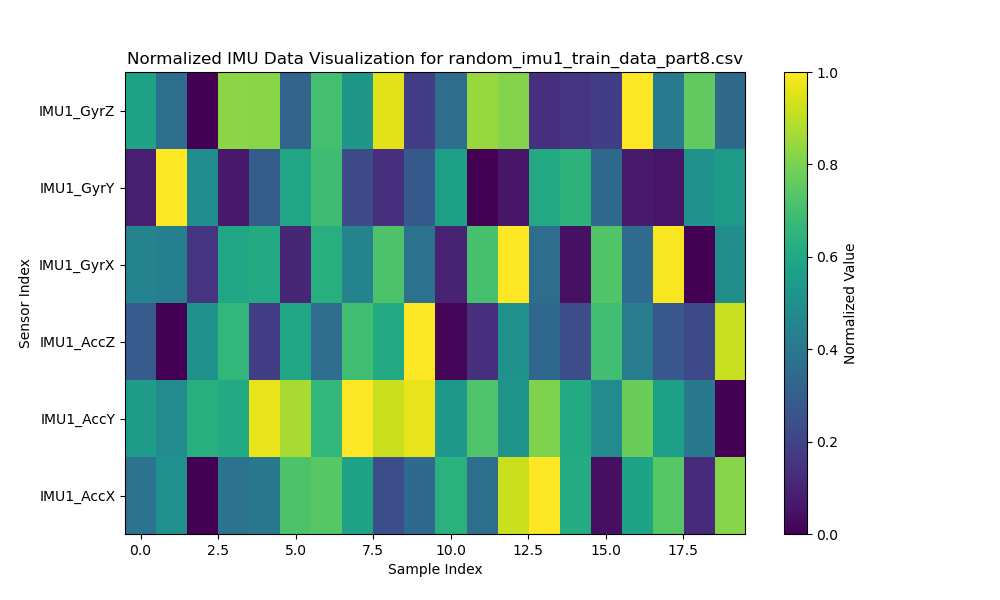 Normalized IMU Data Visualization for random_imu1_train_data_part8.csv
IMU1_GyrZ
IMU1_GyrY
IMU1_GyrX
IMU1_AccZ
IMU1_AccY
IMU1_AccX
Sensor Index
0.0 2.5 5.0 7.5 10.0 12.5 15.0 17.5
Sample Index
1.0
0.8
0.6
0.4
0.2
0.0
Normalized Value